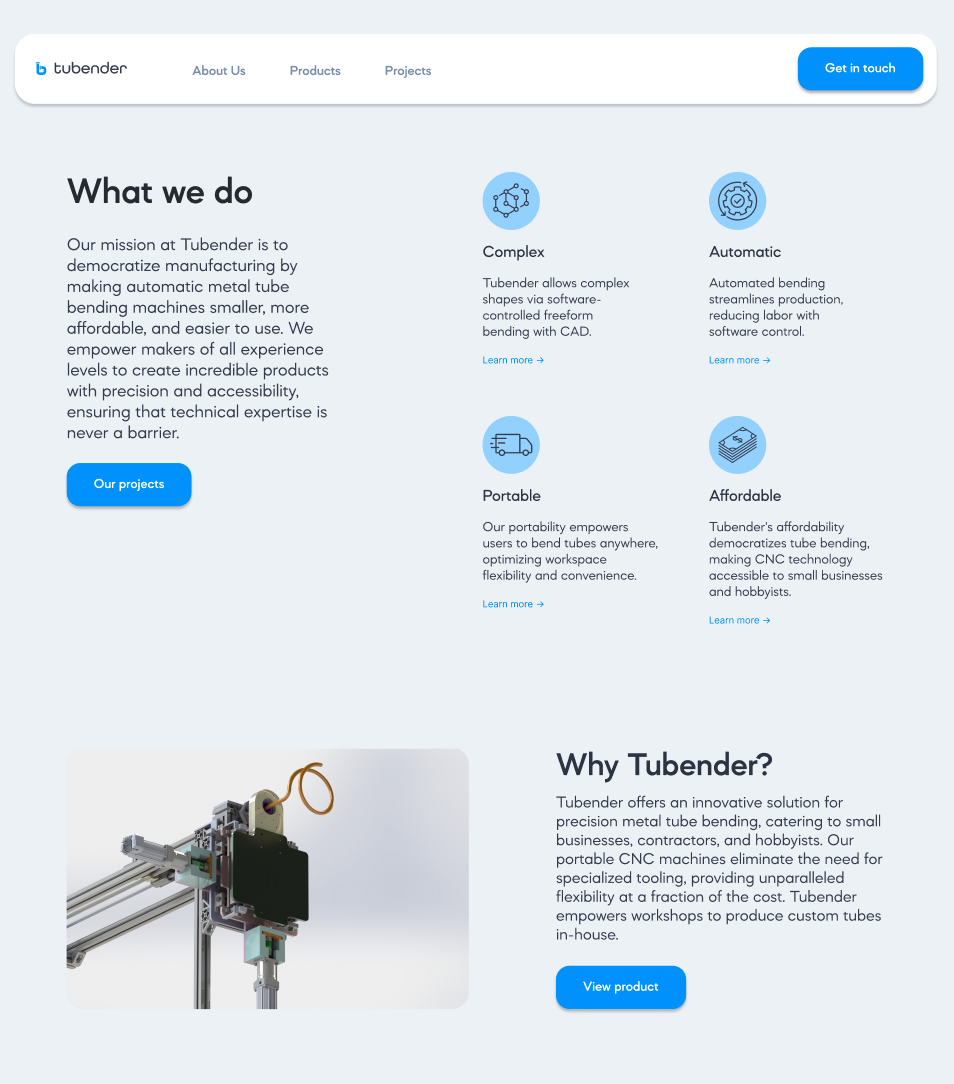 tubender
About Us
Products
Projects
Get in touch
What we do
Our mission at Tubender is to
democratize manufacturing by
making automatic metal tube
bending machines smaller, more
affordable, and easier to use. We
empower makers of all experience
levels to create incredible products
with precision and accessibility,
ensuring that technical expertise is
never a barrier.
Our projects
Complex
Tubender allows complex
shapes via software-
controlled freeform
bending with CAD.
Learn more →
Automatic
Automated bending
streamlines production,
reducing labor with
software control.
Learn more →
Portable
Our portability empowers
users to bend tubes anywhere,
optimizing workspace
flexibility and convenience.
Learn more →
Affordable
Tubender's affordability
democratizes tube bending,
making CNC technology
accessible to small businesses
and hobbyists.
Learn more →
Why Tubender?
Tubender offers an innovative solution for
precision metal tube bending, catering to small
businesses, contractors, and hobbyists. Our
portable CNC machines eliminate the need for
specialized tooling, providing unparalleled
flexibility at a fraction of the cost. Tubender
empowers workshops to produce custom tubes
in-house.
View product